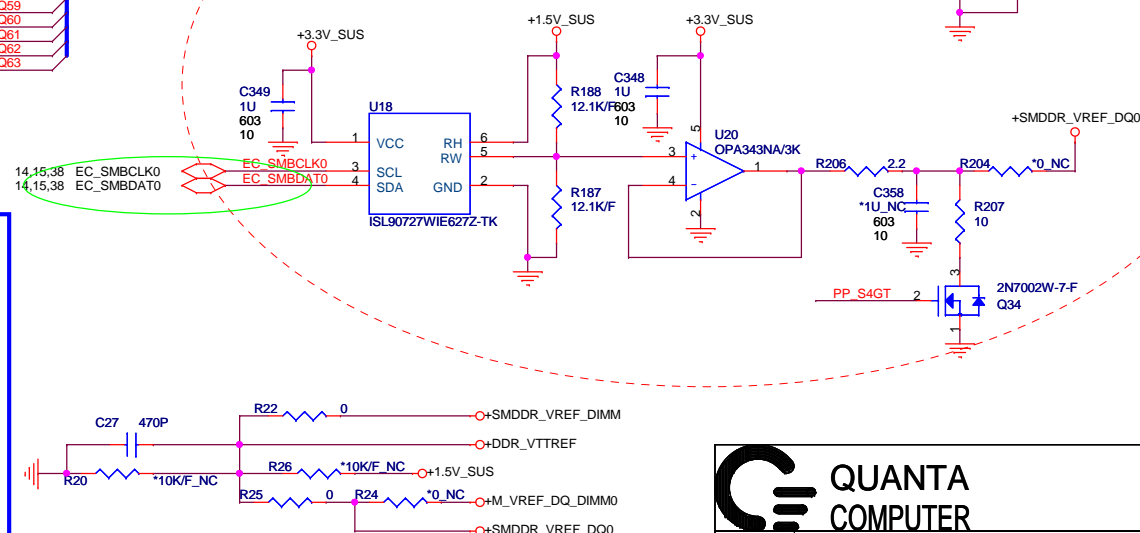 Q59
Q60
Q61
Q62
Q63
+3.3V_SUS
+1.5V_SUS
+3.3V_SUS
C349
1U
603
10
U18
1 VCC
3 SCL
4 SDA
RH 6
RW 5
GND 2
ISL90727WIE627Z-TK
14,15,38 EC_SMBCLK0
14,15,38 EC_SMBDAT0
EC_SMBCLK0
EC_SMBDAT0
R188
12.1K/F
R187
12.1K/F
C348
1U
603
10
U20
OPA343NA/3K
5
3 +
4 -
1
2
R206 2.2
C358
*1U_NC
603
10
R204 *0_NC
+SMDDR_VREF_DQ0
R207
10
PP_S4GT 2
3
1
2N7002W-7-F
Q34
C27 470P
R20 *10K/F_NC
R22 0 +SMDDR_VREF_DIMM
+DDR_VTTREF
R26 *10K/F_NC +1.5V_SUS
R25 0 R24 *0_NC +M_VREF_DQ_DIMM0
+SMDDR_VREF_DQ0
QUANTA
COMPUTER